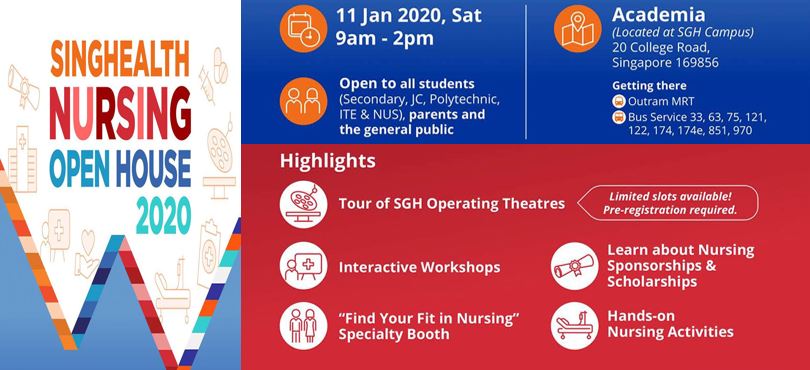 SINGHEALTH
NURSING
OPEN HOUSE
2020
11 Jan 2020, Sat
9am - 2pm
Open to all students
(Secondary, JC, Polytechnic,
ITE & NUS), parents and
the general public
Academia
(Located at SGH Campus)
20 College Road,
Singapore 169856
Getting there
Outram MRT
Bus Service 33, 63, 75, 121,
122, 174, 174e, 851, 970
Highlights
Tour of SGH Operating Theatres
Limited slots available!
Pre-registration required.
Interactive Workshops
"Find Your Fit in Nursing"
Specialty Booth
Learn about Nursing
Sponsorships &
Scholarships
Hands-on
Nursing Activities